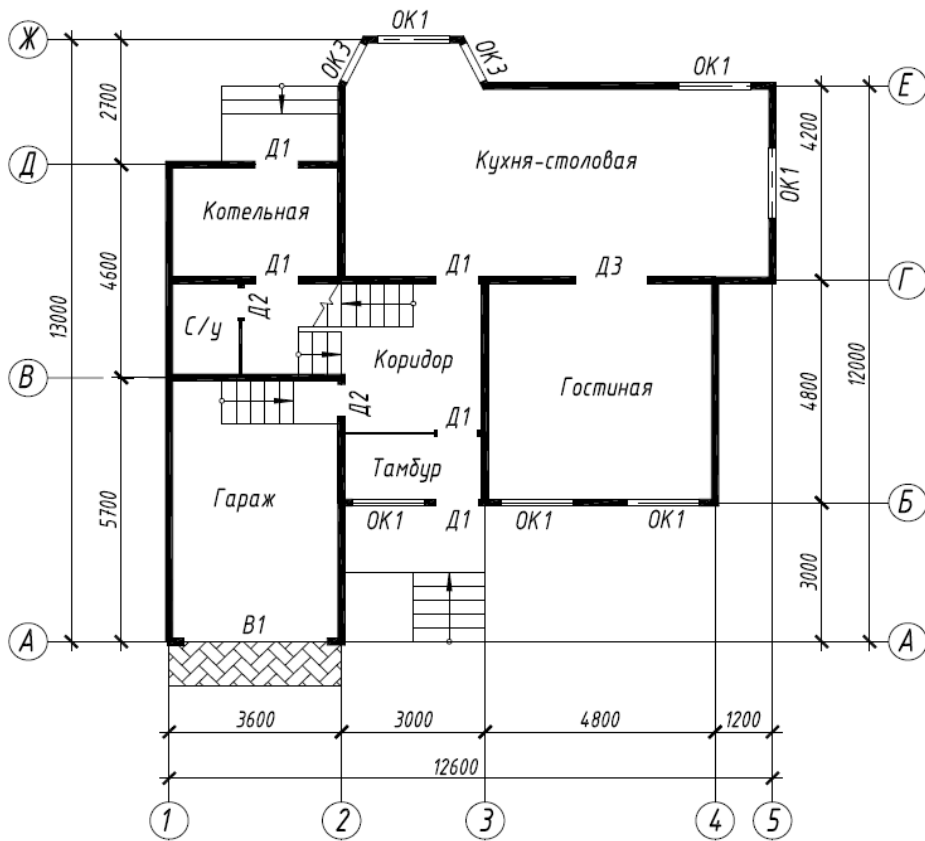 ОК1
Ж
ОК3
ОК3
ОК1
Е
2700
4200
Д1
Д
Кухня-столовая
ОК1
Котельная
Д1
Д1
Д3
Г
4600
13000
Д2
С/у
Коридор
В
Д2
Гостиная
4800
12000
Д1
Тамбур
Гараж
5700
ОК1
Д1
ОК1
ОК1
Б
3000
В1
А
А
3600
3000
4800
1200
12600
1
2
3
4
5